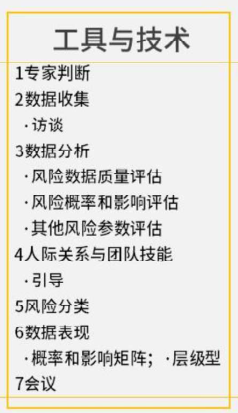 工具与技术
1专家判断
2数据收集
·访谈
3数据分析
·风险数据质量评估
·风险概率和影响评估
·其他风险参数评估
4人际关系与团队技能
·引导
5风险分类
6数据表现
·概率和影响矩阵；·层级型
7会议